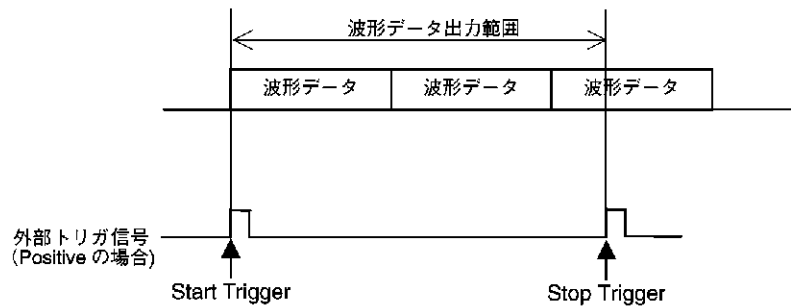 波形データ出力範囲
波形データ 波形データ 波形データ
外部トリガ信号
(Positive の場合)
Start Trigger Stop Trigger